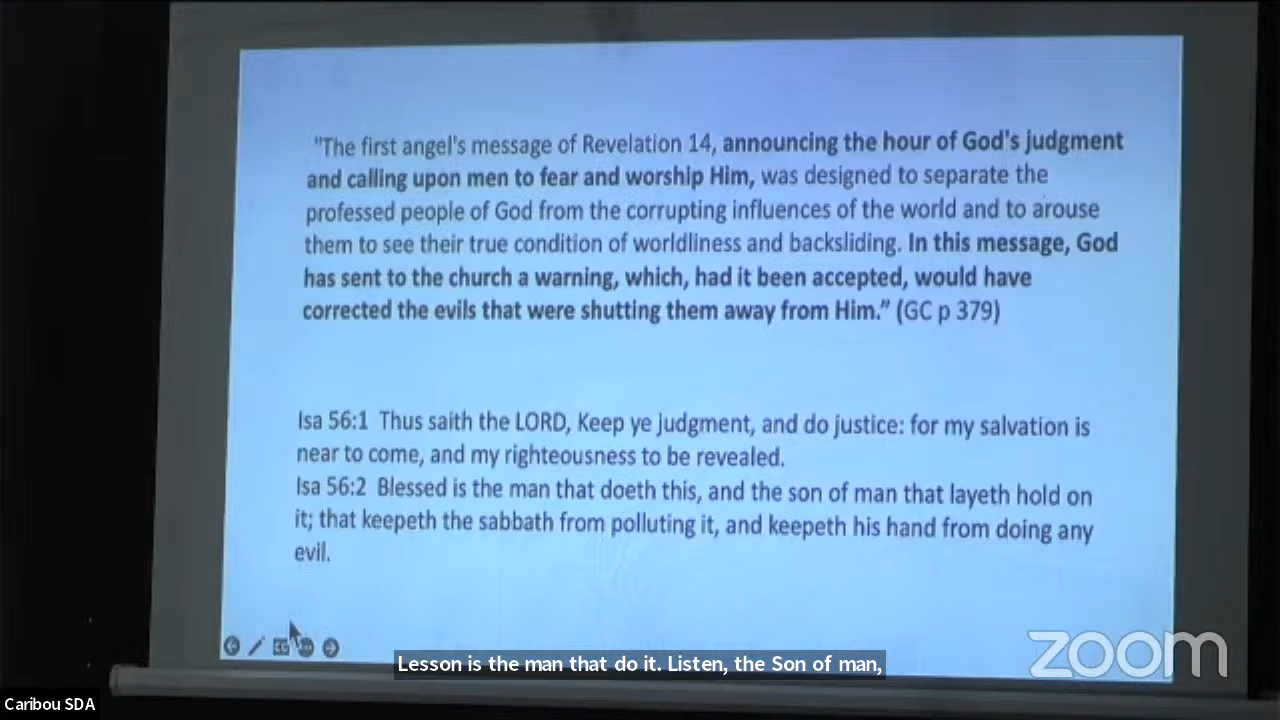 "The first angel's message of Revelation 14, announcing the hour of God's judgment
and calling upon men to fear and worship Him, was designed to separate the
professed people of God from the corrupting influences of the world and to arouse
them to see their true condition of worldliness and backsliding. In this message, God
has sent to the church a warning, which, had it been accepted, would have
corrected the evils that were shutting them away from Him.” (GC p 379)
Isa 56:1 Thus saith the LORD, Keep ye judgment, and do justice: for my salvation is
near to come, and my righteousness to be revealed.
Isa 56:2 Blessed is the man that doeth this, and the son of man that layeth hold on
it; that keepeth the sabbath from polluting it, and keepeth his hand from doing any
evil.
zoom
Lesson is the man that do it. Listen, the Son of man,
Caribou SDA